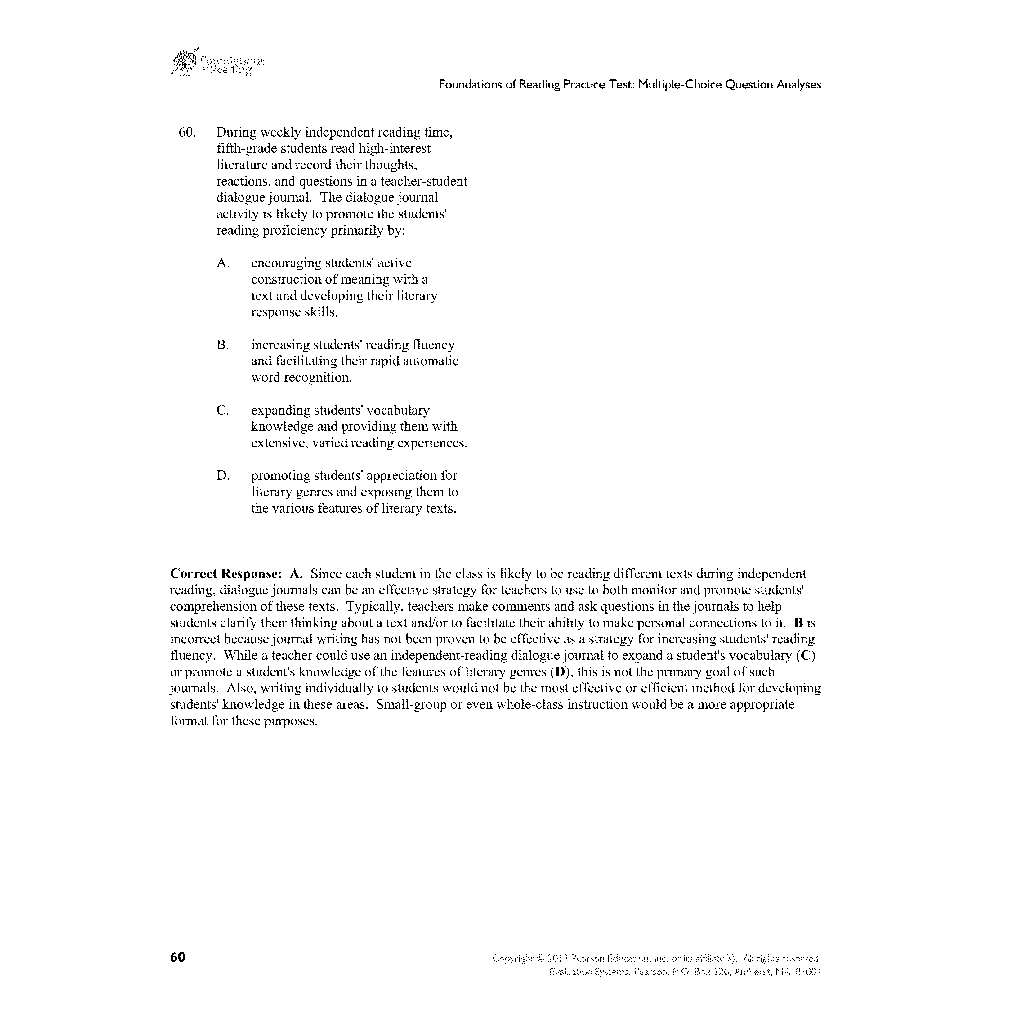 Foundations of Reading Practice Test: Multiple-Choice Question Analyses
60. During weekly independent reading time,
fifth-grade students read high-interest
literature and record their thoughts,
reactions, and questions in a teacher-student
dialogue journal. The dialogue journal
activity is likely to promote the students'
reading proficiency primarily by:
A. encouraging students' active
construction of meaning with a
text and developing their literary
response skills.
B. increasing students' reading fluency
and facilitating their rapid automatic
word recognition.
C. expanding students' vocabulary
knowledge and providing them with
extensive, varied reading experiences.
D. promoting students' appreciation for
literary genres and exposing them to
the various features of literary texts.
Correct Response: A. Since each student in the class is likely to be reading different texts during independent
reading, dialogue journals can be an effective strategy for teachers to use to both monitor and promote students'
comprehension of these texts. Typically, teachers make comments and ask questions in the journals to help
students clarify their thinking about a text and/or to facilitate their ability to make personal connections to it. B is
incorrect because journal writing has not been proven to be effective as a strategy for increasing students' reading
fluency. While a teacher could use an independent-reading dialogue journal to expand a student's vocabulary (C)
or promote a student's knowledge of the features of literary genres (D), this is not the primary goal of such
journals. Also, writing individually to students would not be the most effective or efficient method for developing
students' knowledge in these areas. Small-group or even whole-class instruction would be a more appropriate
format for these purposes.
60
Copyright © Pearson Education, Inc. or its affiliate(s). All rights reserved.
Evaluation Systems, Pearson, P.O. Box 226, Amherst, MA